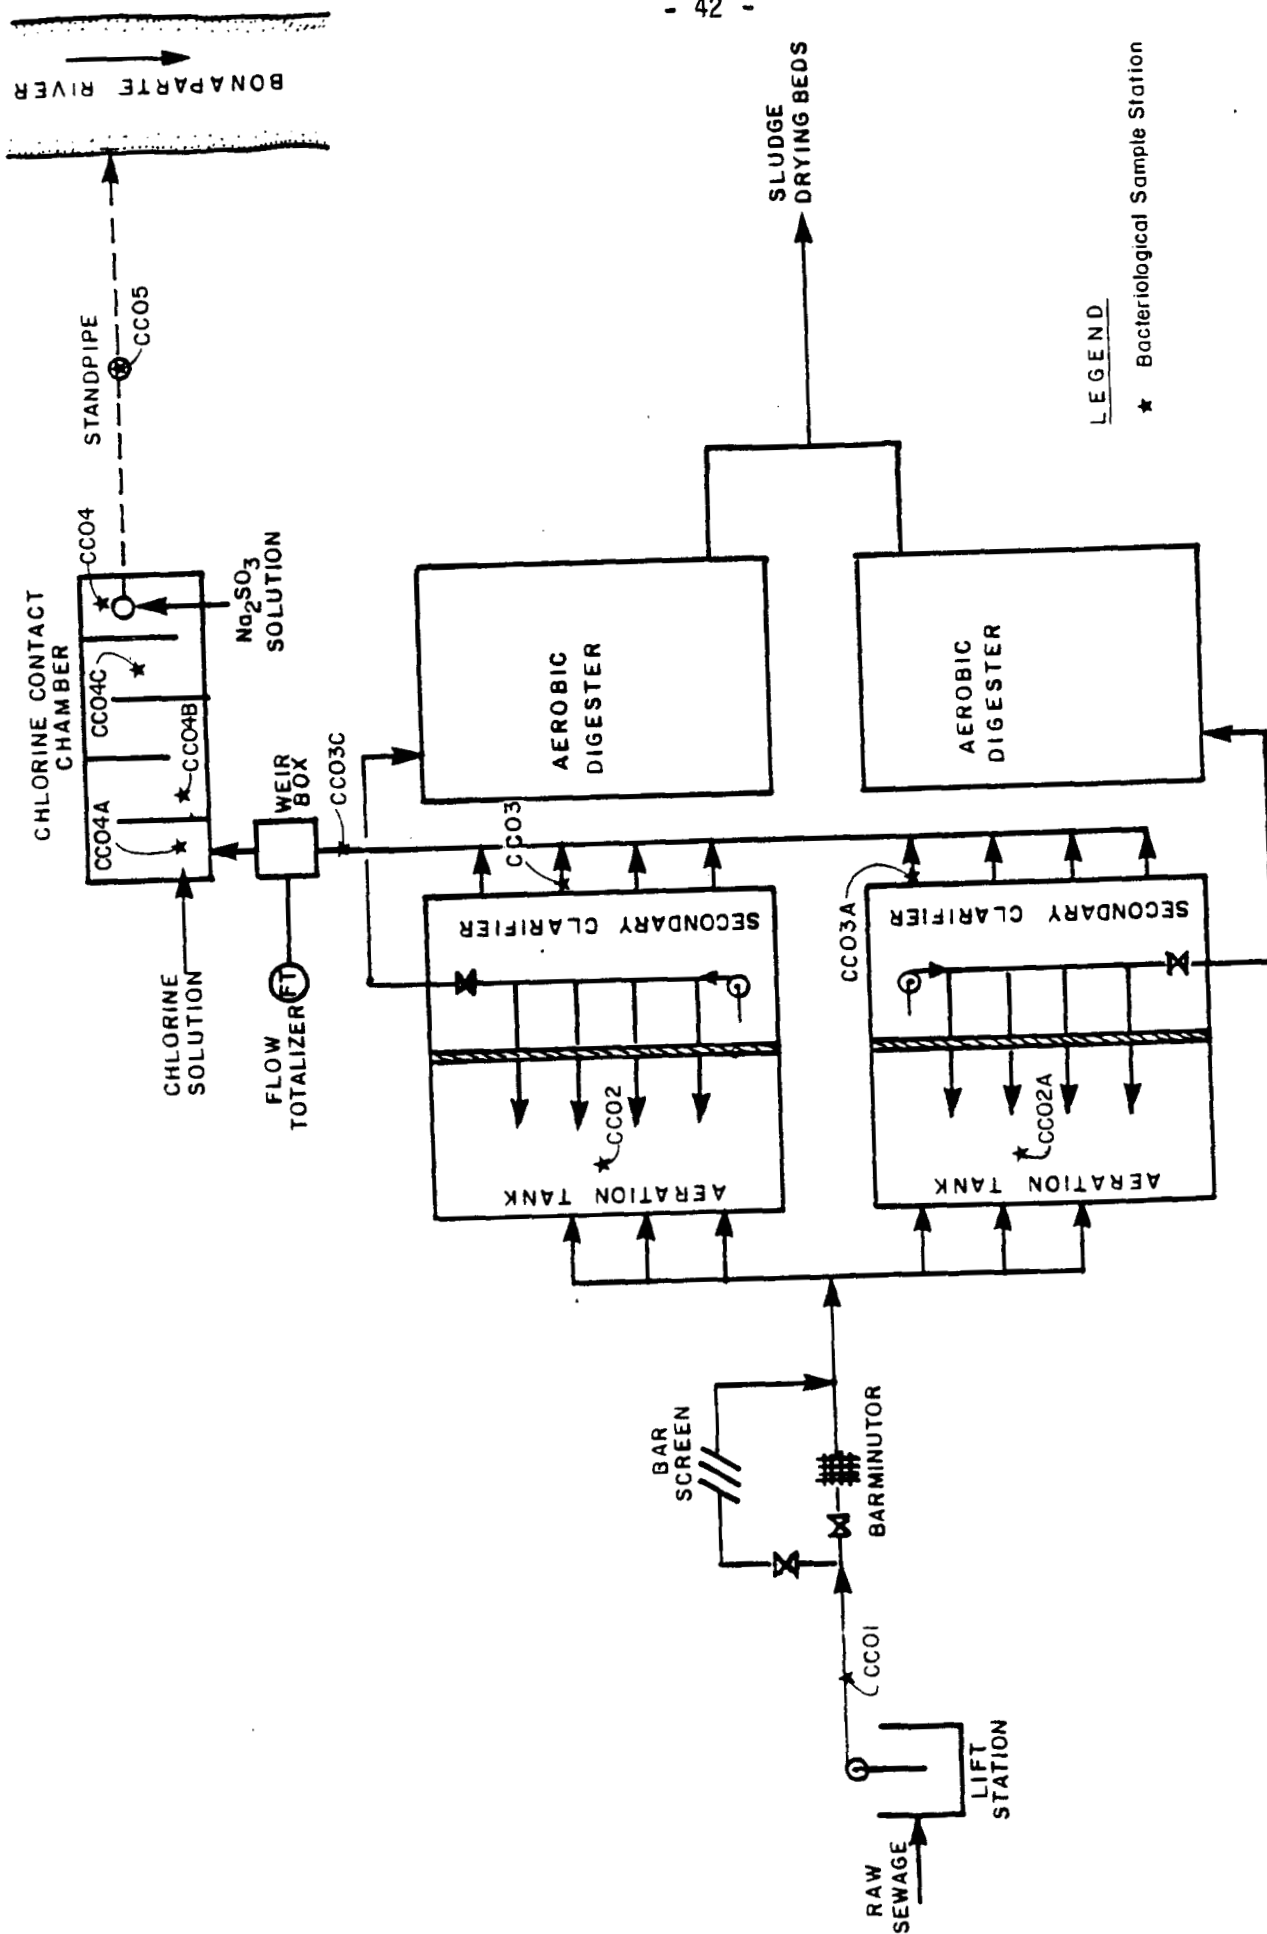 - 42 -
BONAPARTE RIVER
STANDPIPE
CC05
CC04
CHLORINE CONTACT
CHAMBER
CC04C
CC04B
CC04A
Na2SO3
SOLUTION
WEIR
BOX
CC03C
CHLORINE
SOLUTION
FT
FLOW
TOTALIZER
SLUDGE
DRYING BEDS
AEROBIC
DIGESTER
AEROBIC
DIGESTER
CC03
CC03A
SECONDARY CLARIFIER
SECONDARY CLARIFIER
CC02
CC02A
AERATION TANK
AERATION TANK
BAR
SCREEN
BARMINUTOR
CC01
LIFT
STATION
RAW
SEWAGE
LEGEND
★ Bacteriological Sample Station